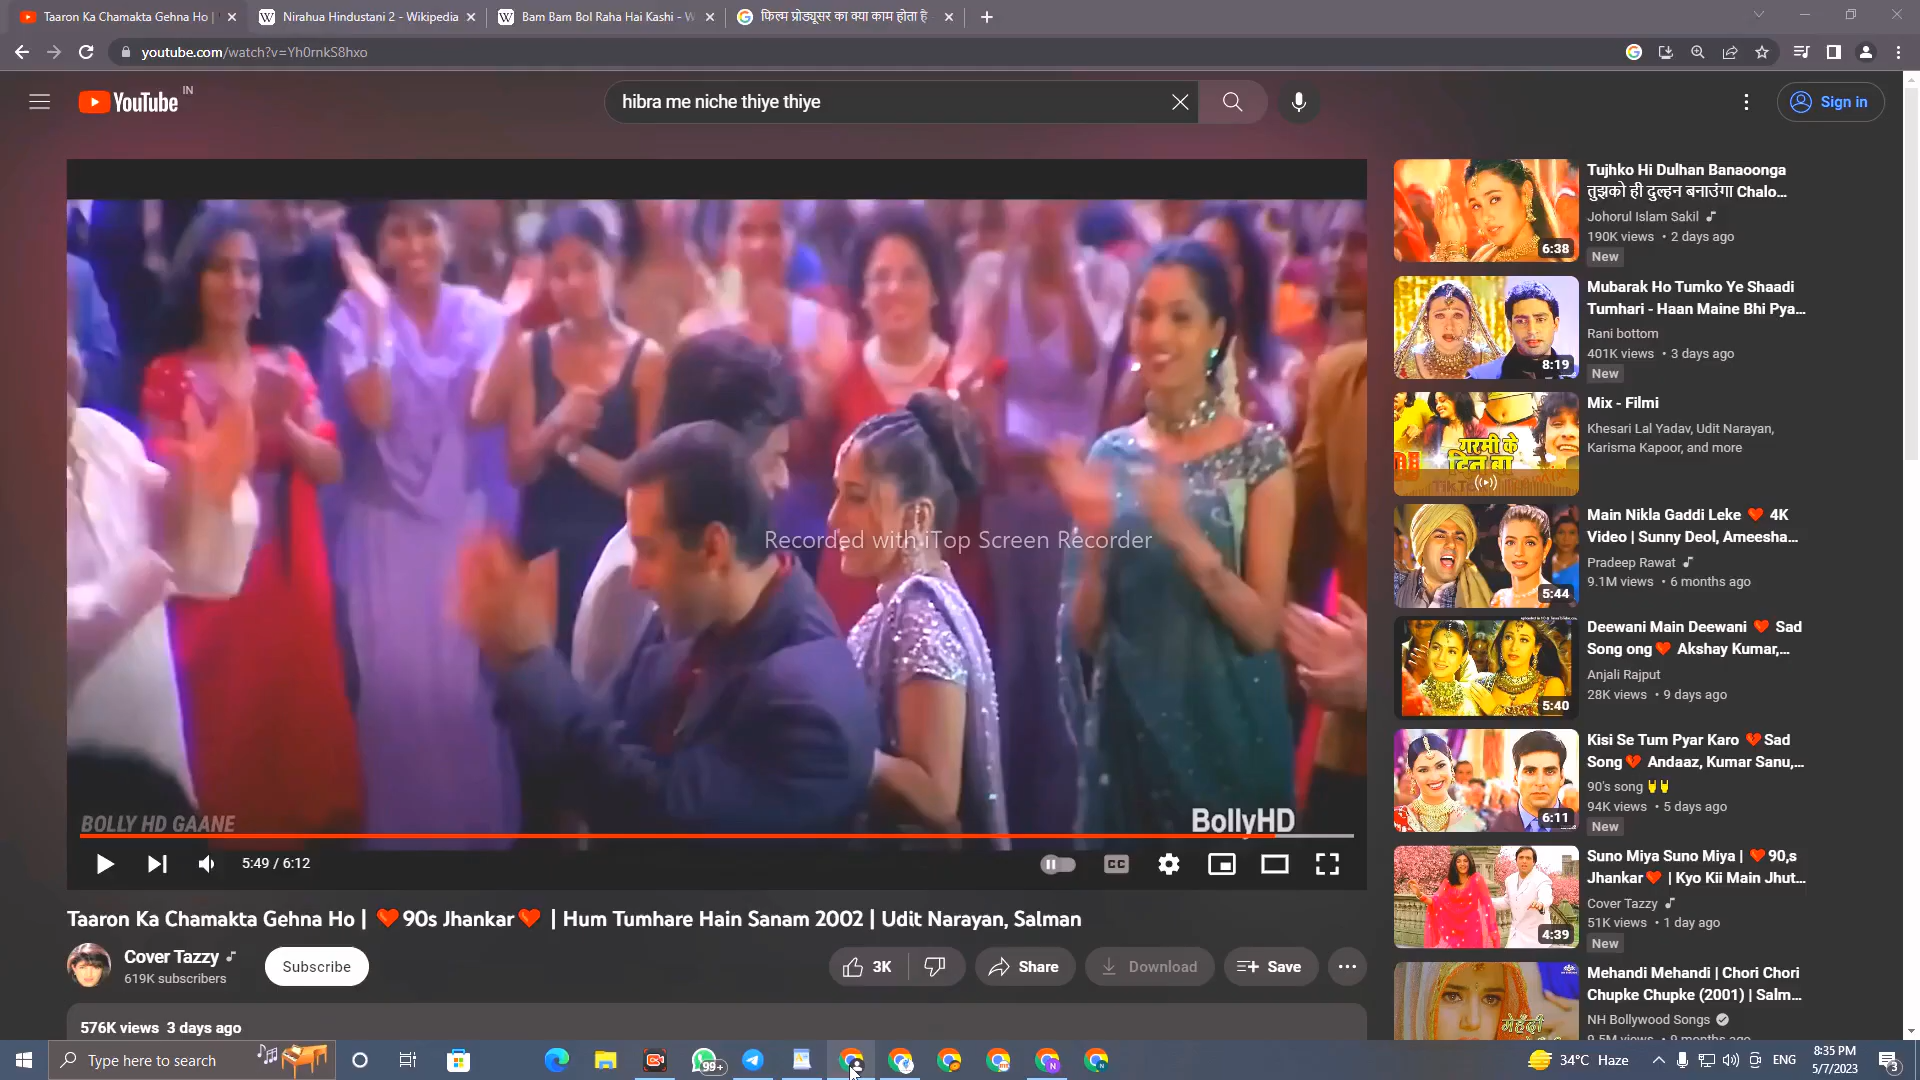 Taaron Ka Chamakta Gehna Ho |
Nirahua Hindustani 2 - Wikipedia
Bam Bam Bol Raha Hai Kashi - W
फिल्म प्रोड्यूसर का क्या काम होता है
youtube.com/watch?v=Yh0rnkS8hxo
YouTube IN
hibra me niche thiye thiye
Sign in
Recorded with iTop Screen Recorder
BOLLY HD GAANE
BollyHD
5:49 / 6:12
CC
Taaron Ka Chamakta Gehna Ho | ❤90s Jhankar❤ | Hum Tumhare Hain Sanam 2002 | Udit Narayan, Salman
Cover Tazzy
619K subscribers
Subscribe
3K
Share
Download
Save
576K views 3 days ago
Tujhko Hi Dulhan Banaoonga
तुझको ही दुल्हन बनाउंगा Chalo...
Johorul Islam Sakil
190K views • 2 days ago
New
6:38
Mubarak Ho Tumko Ye Shaadi
Tumhari - Haan Maine Bhi Pya...
Rani bottom
401K views • 3 days ago
New
8:19
Mix - Filmi
Khesari Lal Yadav, Udit Narayan,
Karisma Kapoor, and more
गरमी के
दिन बा
Main Nikla Gaddi Leke ❤ 4K
Video | Sunny Deol, Ameesha...
Pradeep Rawat
9.1M views • 6 months ago
5:44
Deewani Main Deewani ❤ Sad
Song ong❤ Akshay Kumar,...
Anjali Rajput
28K views • 9 days ago
5:40
Kisi Se Tum Pyar Karo 💔Sad
Song💔 Andaaz, Kumar Sanu,...
90's song
94K views • 5 days ago
New
6:11
Suno Miya Suno Miya | ❤90,s
Jhankar❤ | Kyo Kii Main Jhut...
Cover Tazzy
51K views • 1 day ago
New
4:39
Mehandi Mehandi | Chori Chori
Chupke Chupke (2001) | Salm...
NH Bollywood Songs
9.5M views • 9 months ago
मेहँदी
Type here to search
99+
34°C Haze
ENG
8:35 PM
5/7/2023
3